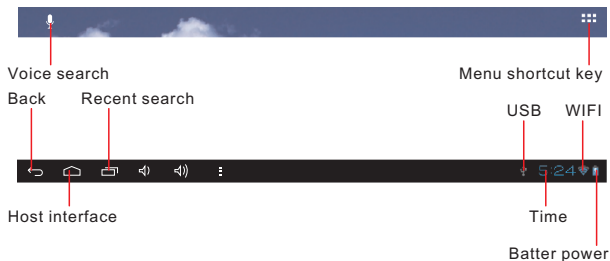 Voice search
Menu shortcut key
Back
Recent search
USB
WIFI
5:24
Host interface
Time
Batter power